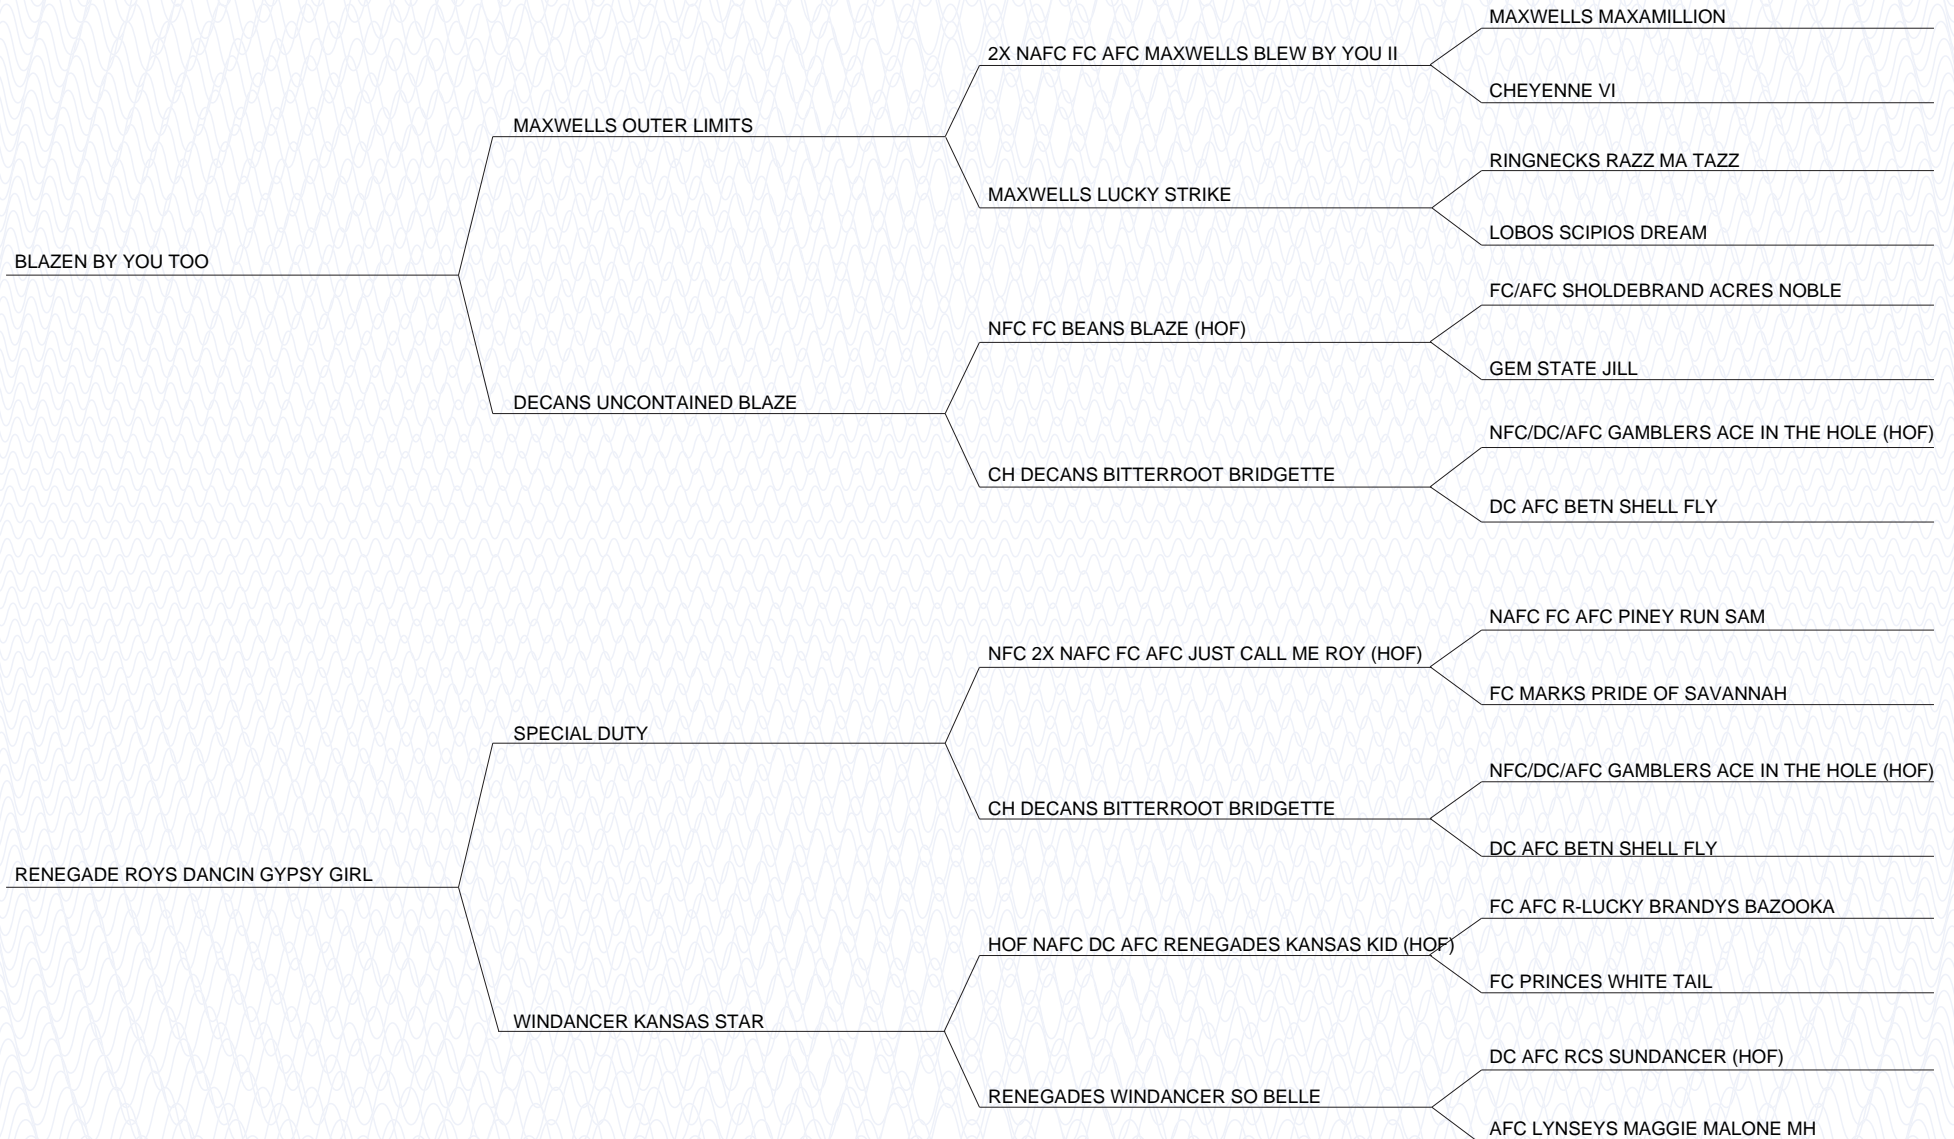 MAXWELLS MAXAMILLION
2X NAFC FC AFC MAXWELLS BLEW BY YOU II
CHEYENNE VI
MAXWELLS OUTER LIMITS
RINGNECKS RAZZ MA TAZZ
MAXWELLS LUCKY STRIKE
LOBOS SCIPIOS DREAM
BLAZEN BY YOU TOO
FC/AFC SHOLDEBRAND ACRES NOBLE
NFC FC BEANS BLAZE (HOF)
GEM STATE JILL
DECANS UNCONTAINED BLAZE
NFC/DC/AFC GAMBLERS ACE IN THE HOLE (HOF)
CH DECANS BITTERROOT BRIDGETTE
DC AFC BETN SHELL FLY
NAFC FC AFC PINEY RUN SAM
NFC 2X NAFC FC AFC JUST CALL ME ROY (HOF)
FC MARKS PRIDE OF SAVANNAH
SPECIAL DUTY
NFC/DC/AFC GAMBLERS ACE IN THE HOLE (HOF)
CH DECANS BITTERROOT BRIDGETTE
DC AFC BETN SHELL FLY
RENEGADE ROYS DANCIN GYPSY GIRL
FC AFC R-LUCKY BRANDYS BAZOOKA
HOF NAFC DC AFC RENEGADES KANSAS KID (HOF)
FC PRINCES WHITE TAIL
WINDANCER KANSAS STAR
DC AFC RCS SUNDANCER (HOF)
RENEGADES WINDANCER SO BELLE
AFC LYNSEYS MAGGIE MALONE MH